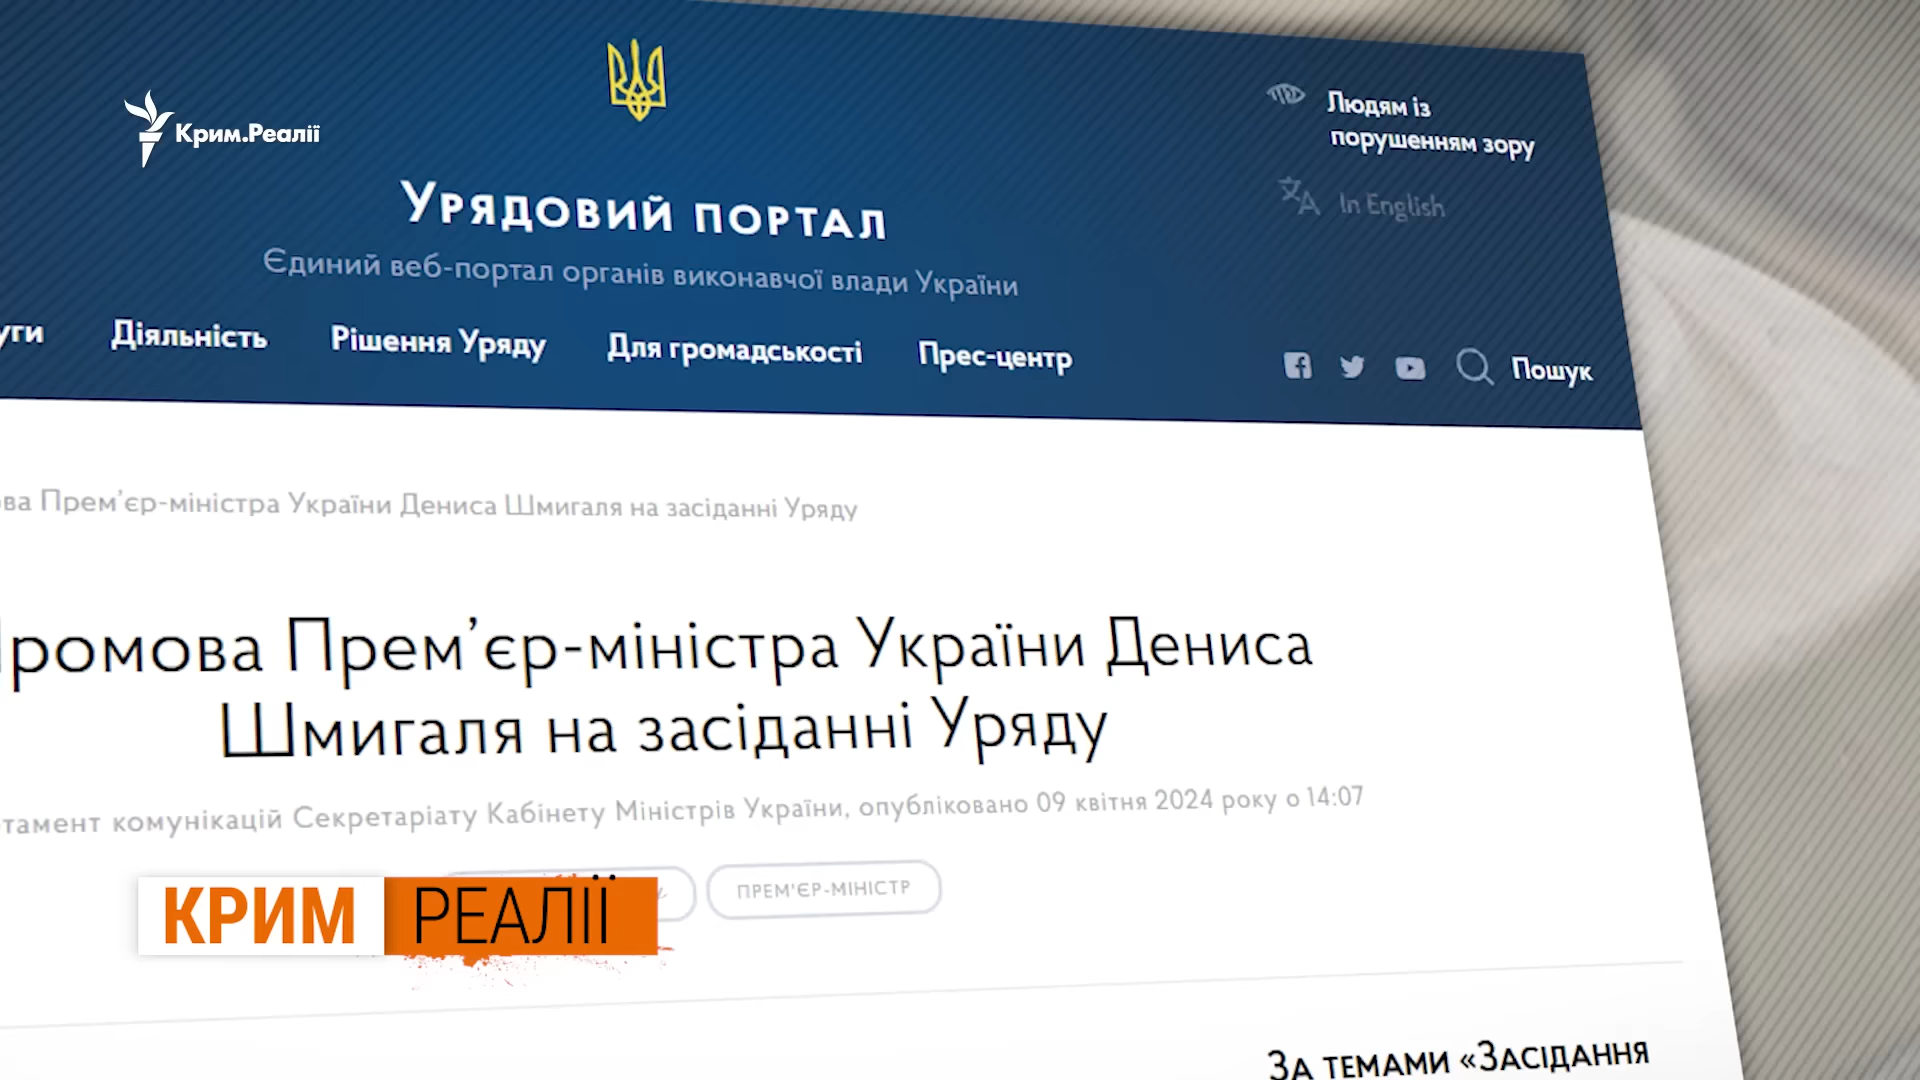 Крим.Реалії
Людям із
порушенням зору
In English
Урядовий портал
Єдиний веб-портал органів виконавчої влади України
Діяльність Рішення Уряду Для громадськості Прес-центр Пошук
Прем’єр-міністра України Дениса Шмигаля на засіданні Уряду
Промова Прем’єр-міністра України Дениса
Шмигаля на засіданні Уряду
комунікацій Секретаріату Кабінету Міністрів України, опубліковано 09 квітня 2024 року о 14:07
ПРЕМ'ЄР-МІНІСТР
КРИМ РЕАЛІЇ
За темами «Засідання